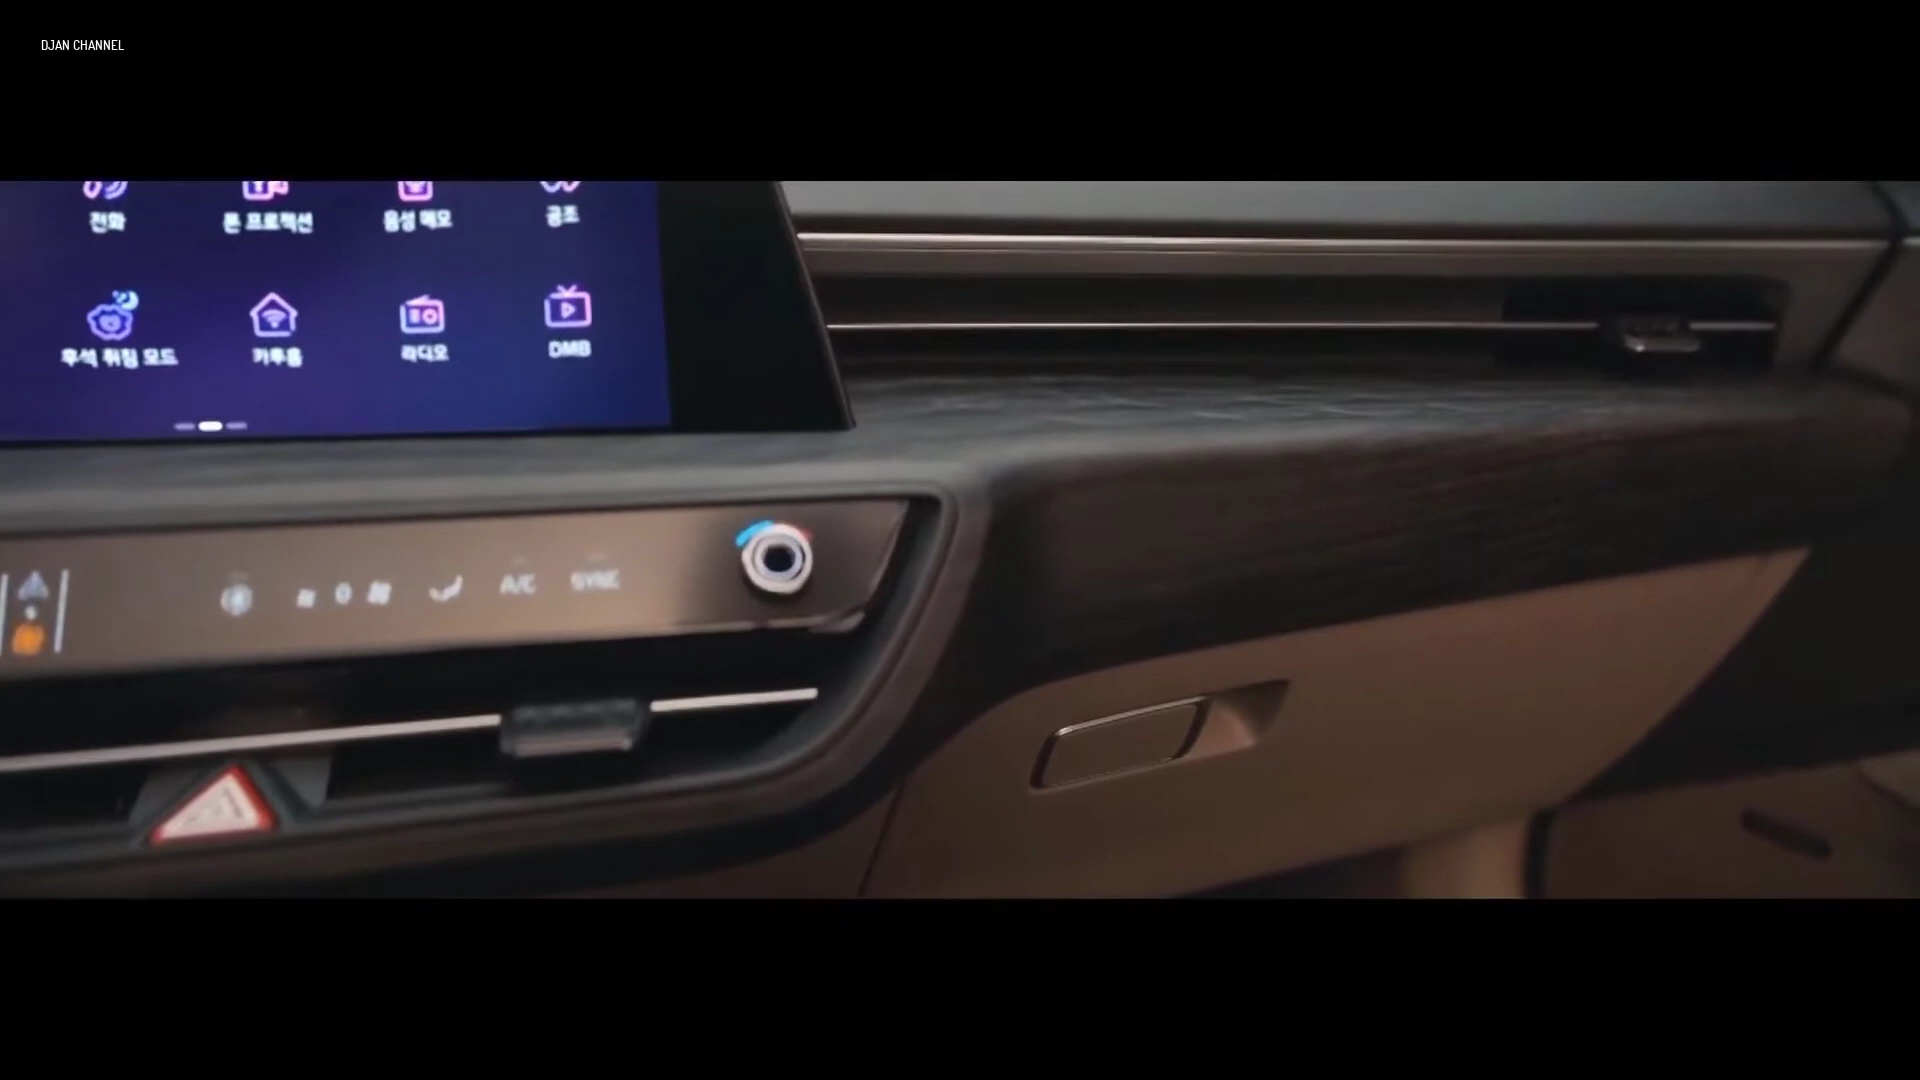 DJAN CHANNEL
전화
폰 프로젝션
음성 메모
공조
후석 취침 모드
카투홈
라디오
DMB
A/C
SYNC